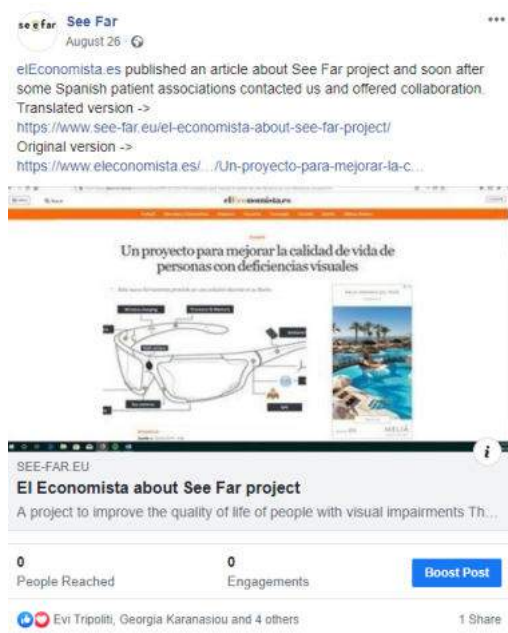 see far
See Far
August 26
elEconomista.es published an article about See Far project and soon after
some Spanish patient associations contacted us and offered collaboration.
Translated version ->
https://www.see-far.eu/el-economista-about-see-far-project/
Original version ->
https://www.eleconomista.es/.../Un-proyecto-para-mejorar-la-c...
elEconomista.es
Un proyecto para mejorar la calidad de vida de
personas con deficiencias visuales
MELIÁ
SEE-FAR.EU
El Economista about See Far project
A project to improve the quality of life of people with visual impairments Th...
0
People Reached
0
Engagements
Boost Post
Evi Tripoliti, Georgia Karanasiou and 4 others
1 Share